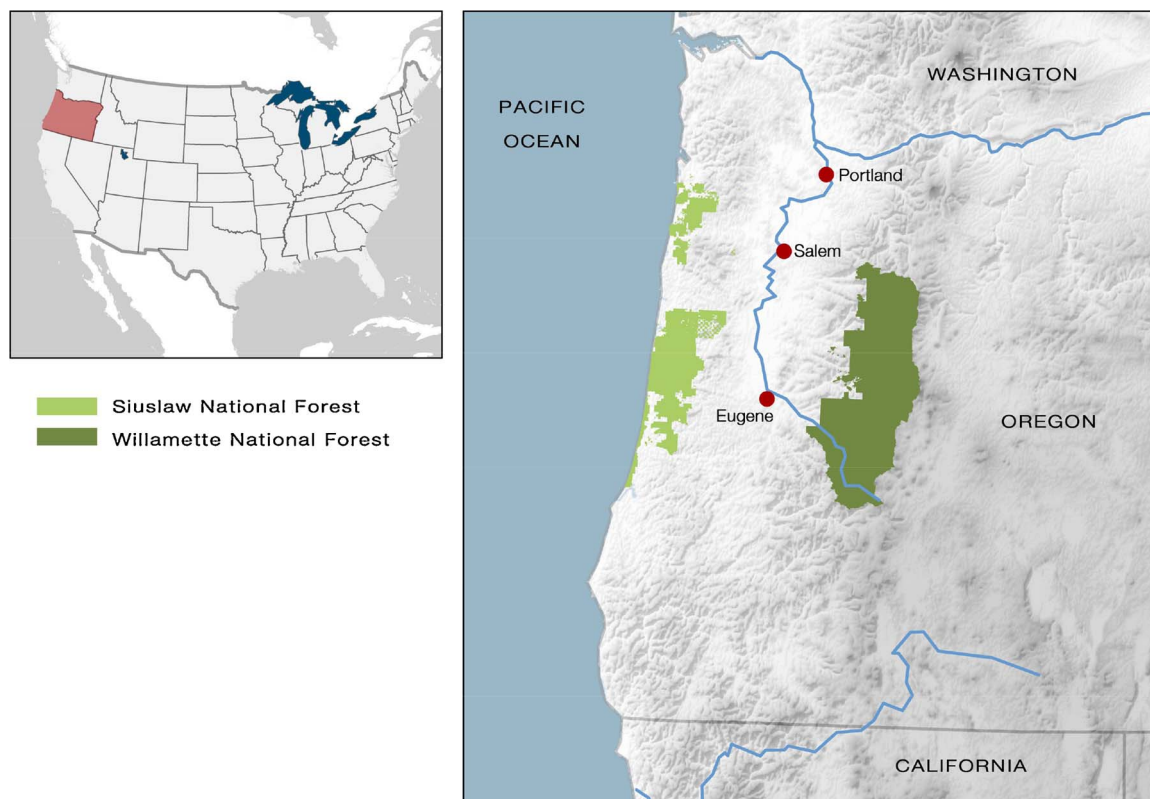 Siuslaw National Forest
Willamette National Forest
PACIFIC
OCEAN
WASHINGTON
Portland
Salem
Eugene
OREGON
CALIFORNIA